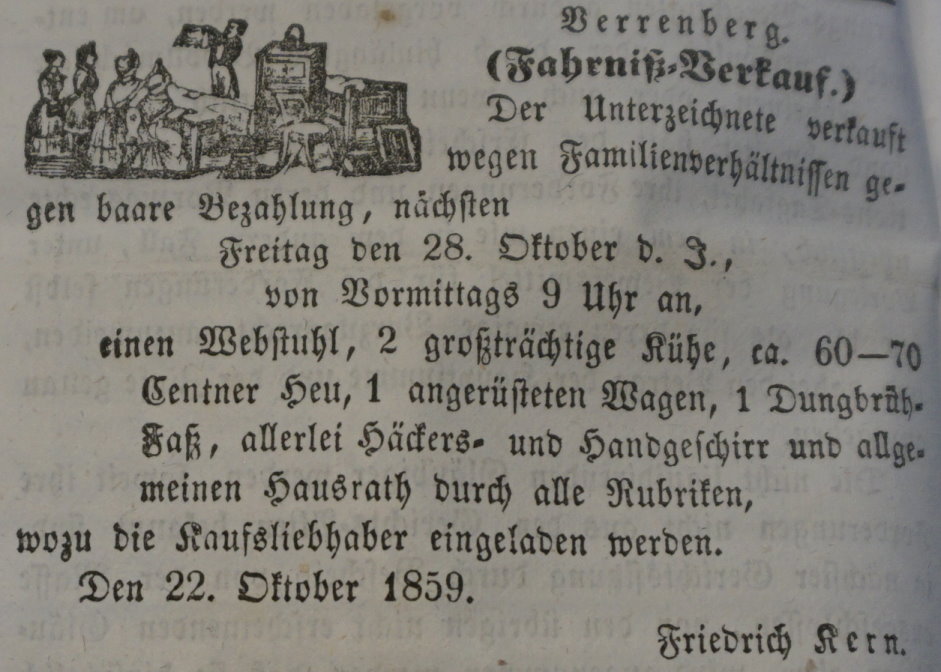 Verrenberg.
(Fahrniß-Verkauf.)
Der Unterzeichnete verkauft
wegen Familienverhältnissen ge-
gen baare Bezahlung, nächsten
Freitag den 28. Oktober d. J.,
von Vormittags 9 Uhr an,
einen Webstuhl, 2 großträchtige Kühe, ca. 60—70
Centner Heu, 1 angerüsteten Wagen, 1 Dungbrüh-
Faß, allerlei Häckers- und Handgeschirr und allge-
meinen Hausrath durch alle Rubriken,
wozu die Kaufsliebhaber eingeladen werden.
Den 22. Oktober 1859.
Friedrich Kern.